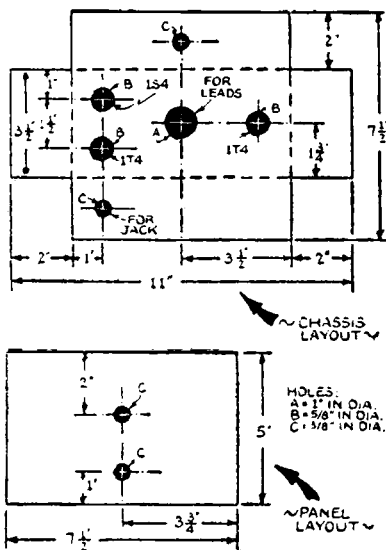 C
2"
1"
B
1S4
FOR
LEADS
3 1/2"
1/2"
B
A
B
7 1/2"
1T4
1T4
1 3/4"
C
FOR
JACK
2"
1"
3 1/2"
2"
11"
~CHASSIS
LAYOUT~
2"
C
HOLES:
A = 1" IN DIA.
B = 5/8" IN DIA.
C = 3/8" IN DIA.
5"
C
1"
3 3/4"
7 1/2"
~PANEL
LAYOUT~